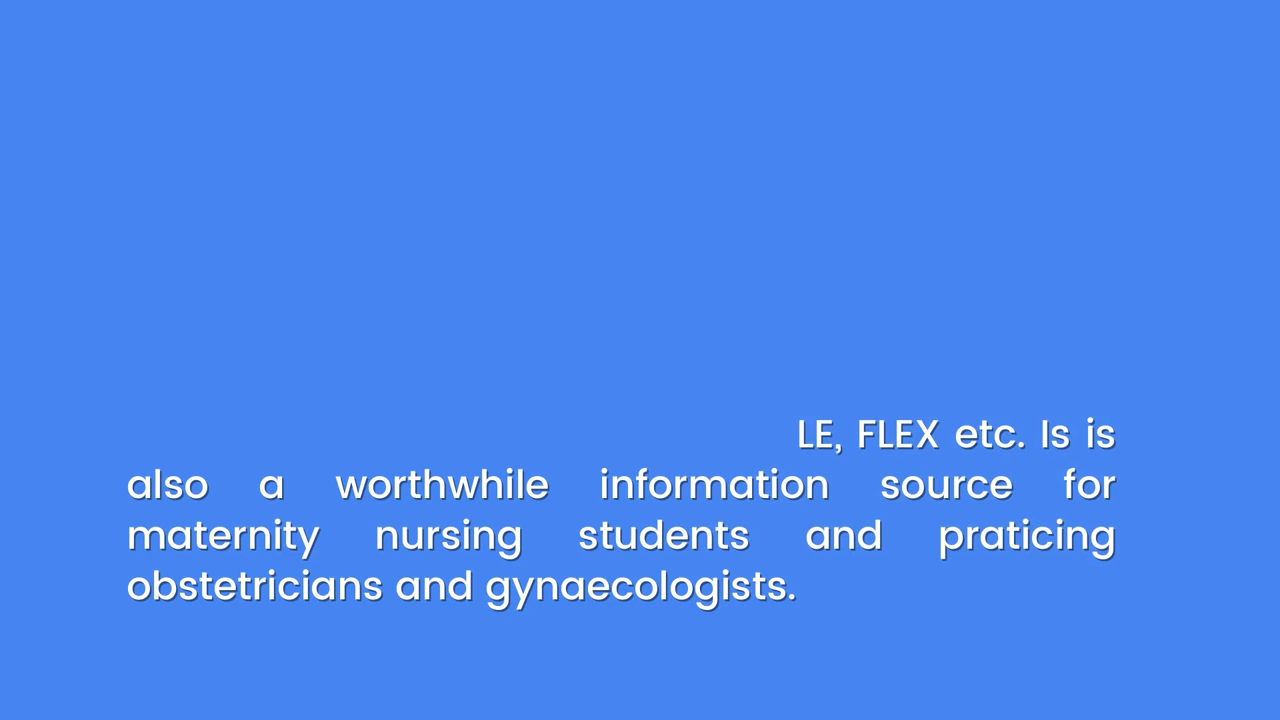 LE, FLEX etc. Is is
also a worthwhile information source for
maternity nursing students and praticing
obstetricians and gynaecologists.